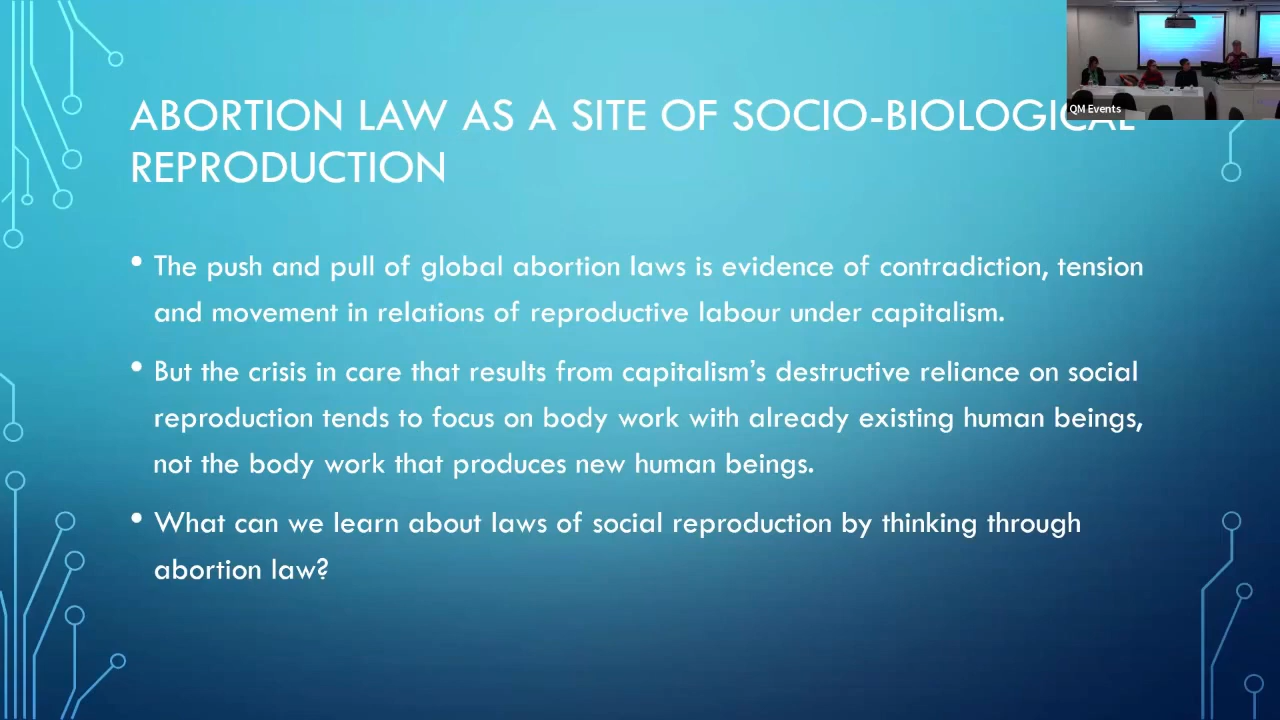 ABORTION LAW AS A SITE OF SOCIO-BIOLOGICAL
REPRODUCTION
QM Events
• The push and pull of global abortion laws is evidence of contradiction, tension
and movement in relations of reproductive labour under capitalism.
• But the crisis in care that results from capitalism’s destructive reliance on social
reproduction tends to focus on body work with already existing human beings,
not the body work that produces new human beings.
• What can we learn about laws of social reproduction by thinking through
abortion law?